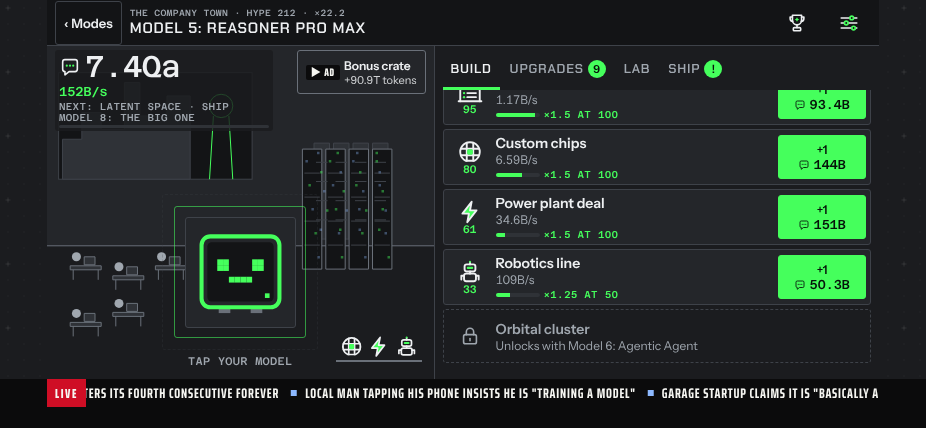 ‹ Modes
THE COMPANY TOWN · HYPE 212 · ×22.2
MODEL 5: REASONER PRO MAX
7.40a
152B/s
NEXT: LATENT SPACE · SHIP
MODEL 8: THE BIG ONE
AD
Bonus crate
+90.9T tokens
BUILD
UPGRADES 9
LAB
SHIP !
95
1.17B/s
×1.5 AT 100
+1
93.4B
Custom chips
80
6.59B/s
×1.5 AT 100
+1
144B
Power plant deal
61
34.6B/s
×1.5 AT 100
+1
151B
Robotics line
33
109B/s
×1.25 AT 50
+1
50.3B
Orbital cluster
Unlocks with Model 6: Agentic Agent
TAP YOUR MODEL
LIVE
TERS ITS FOURTH CONSECUTIVE FOREVER ■ LOCAL MAN TAPPING HIS PHONE INSISTS HE IS "TRAINING A MODEL" ■ GARAGE STARTUP CLAIMS IT IS "BASICALLY A